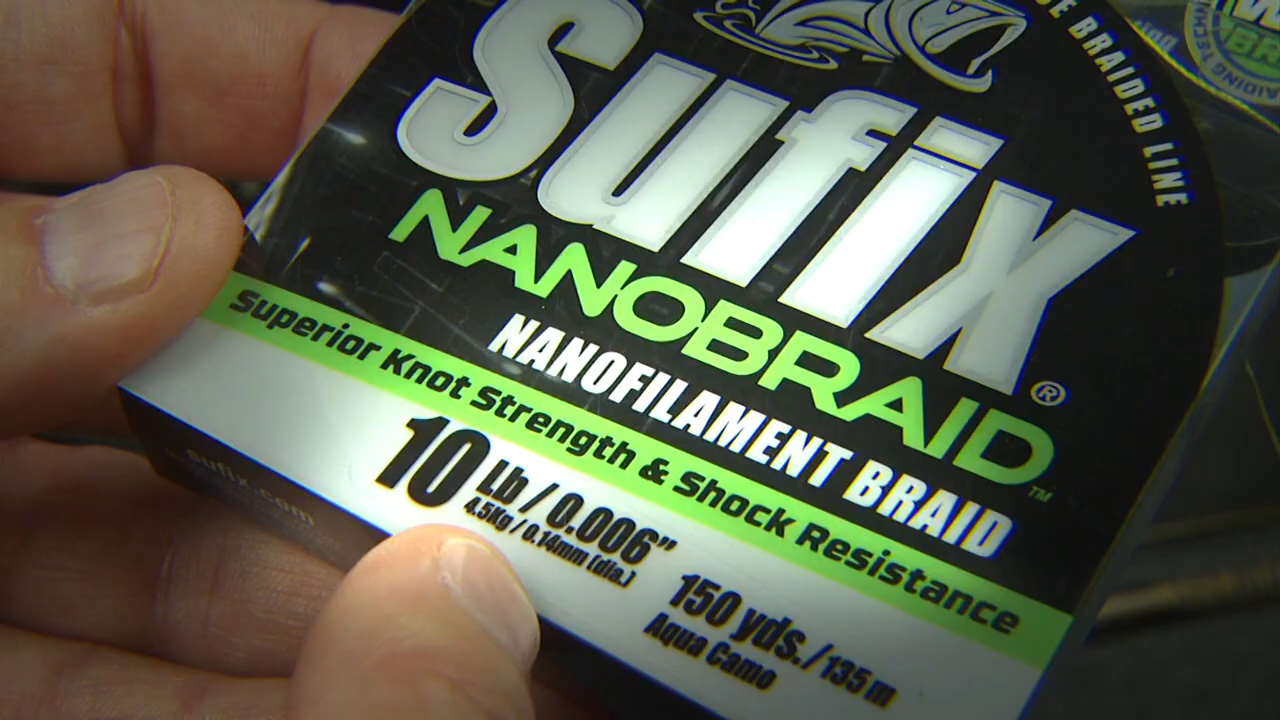 BRAIDED LINE
Sufix®
NANOBRAID™
NANOFILAMENT BRAID
Superior Knot Strength & Shock Resistance
10 Lb / 0.006”
4.5Kg / 0.14mm (dia.)
150 yds. / 135 m
Aqua Camo
sufix.com